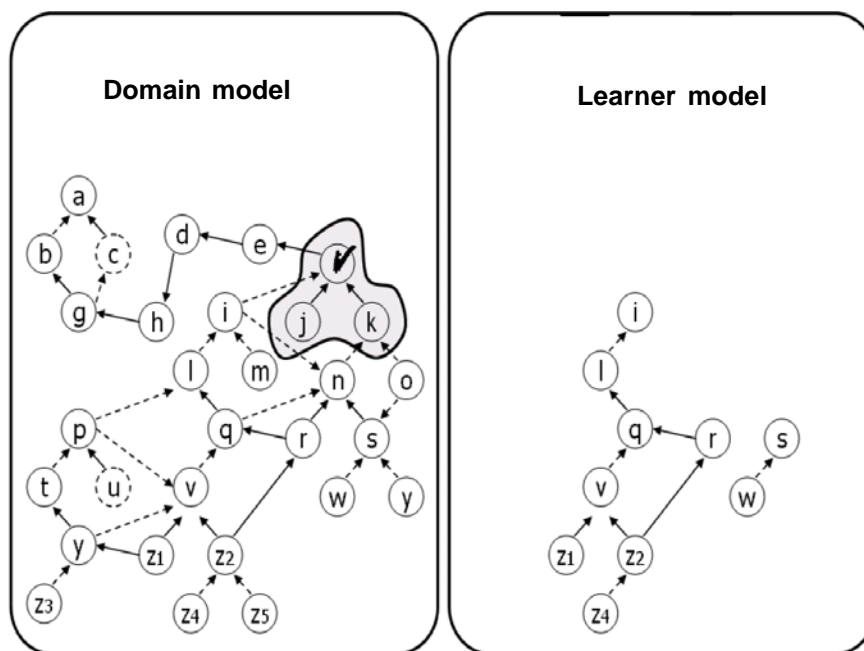 Domain model
Learner model
a
b c d e
g h i j k
i
l m n o
l
p q r s
q r s
t u v w y
v w
y z1 z2
z1 z2
z3 z4 z5
z4